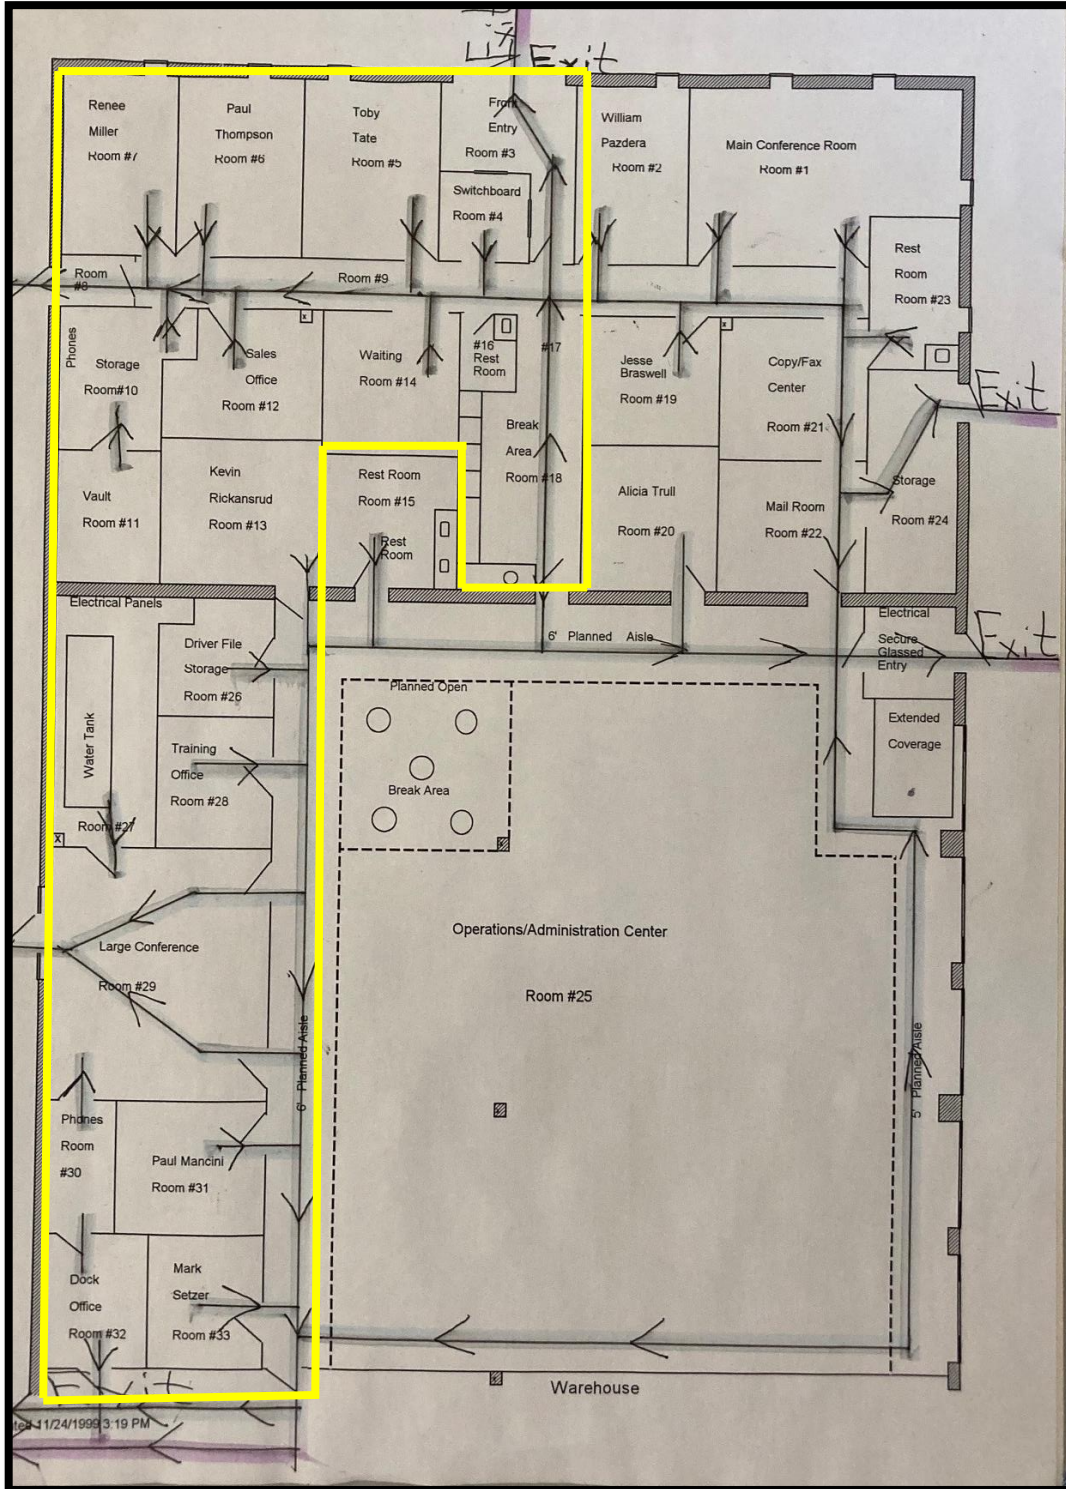 Exit
Renee
Miller
Room #7
Paul
Thompson
Room #6
Toby
Tate
Room #5
Front
Entry
Room #3
Switchboard
Room #4
William
Pazdera
Room #2
Main Conference Room
Room #1
Rest
Room
Room #23
Room
#8
Room #9
Phones
Storage
Room#10
Sales
Office
Room #12
Waiting
Room #14
#16
Rest
Room
#17
Jesse
Braswell
Room #19
Copy/Fax
Center
Room #21
Exit
Break
Area
Room #18
Vault
Room #11
Kevin
Rickansrud
Room #13
Rest Room
Room #15
Rest
Room
Alicia Trull
Room #20
Mail Room
Room #22
Storage
Room #24
Electrical Panels
Driver File
Storage
Room #26
6' Planned Aisle
Electrical
Secure
Glassed
Entry
Exit
Water Tank
Room #27
Training
Office
Room #28
Planned Open
Break Area
Extended
Coverage
Large Conference
Room #29
Operations/Administration Center
Room #25
6' Planned Aisle
5' Planned Aisle
Phones
Room
#30
Paul Mancini
Room #31
Dock
Office
Room #32
Mark
Setzer
Room #33
Exit
Warehouse
11/24/1999 3:19 PM